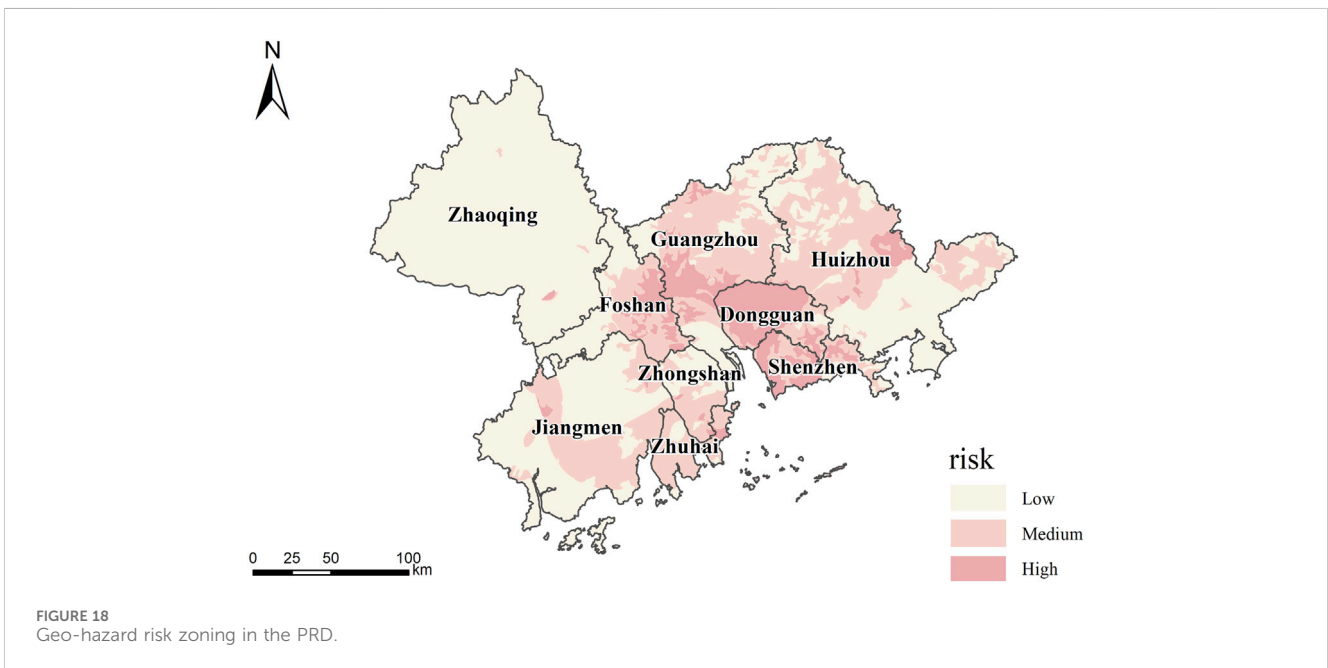 N
Zhaoqing
Guangzhou
Huizhou
Foshan
Dongguan
Shenzhen
Zhongshan
Jiangmen
Zhuhai
risk
Low
Medium
High
0 25 50 100
km
FIGURE 18
Geo-hazard risk zoning in the PRD.